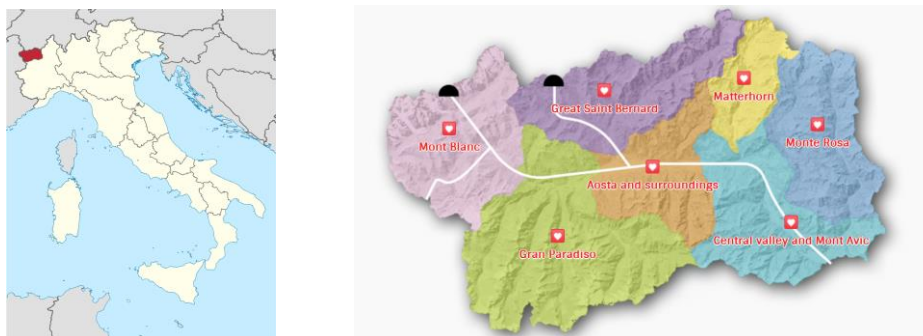 Matterhorn
Great Saint Bernard
Monte Rosa
Mont Blanc
Aosta and surroundings
Central valley and Mont Avic
Gran Paradiso